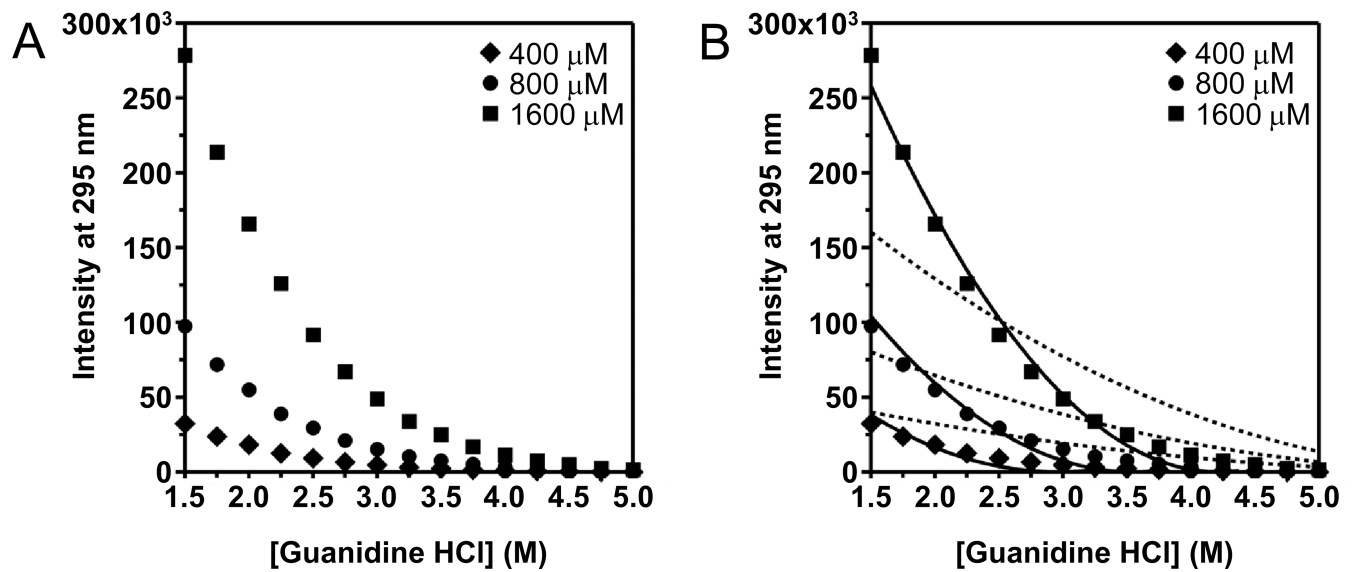 A
300x10³
250
200
150
100
50
0
Intensity at 295 nm
400 μM
800 μM
1600 μM
1.5 2.0 2.5 3.0 3.5 4.0 4.5 5.0
[Guanidine HCl] (M)
B
300x10³
250
200
150
100
50
0
Intensity at 295 nm
400 μM
800 μM
1600 μM
1.5 2.0 2.5 3.0 3.5 4.0 4.5 5.0
[Guanidine HCl] (M)